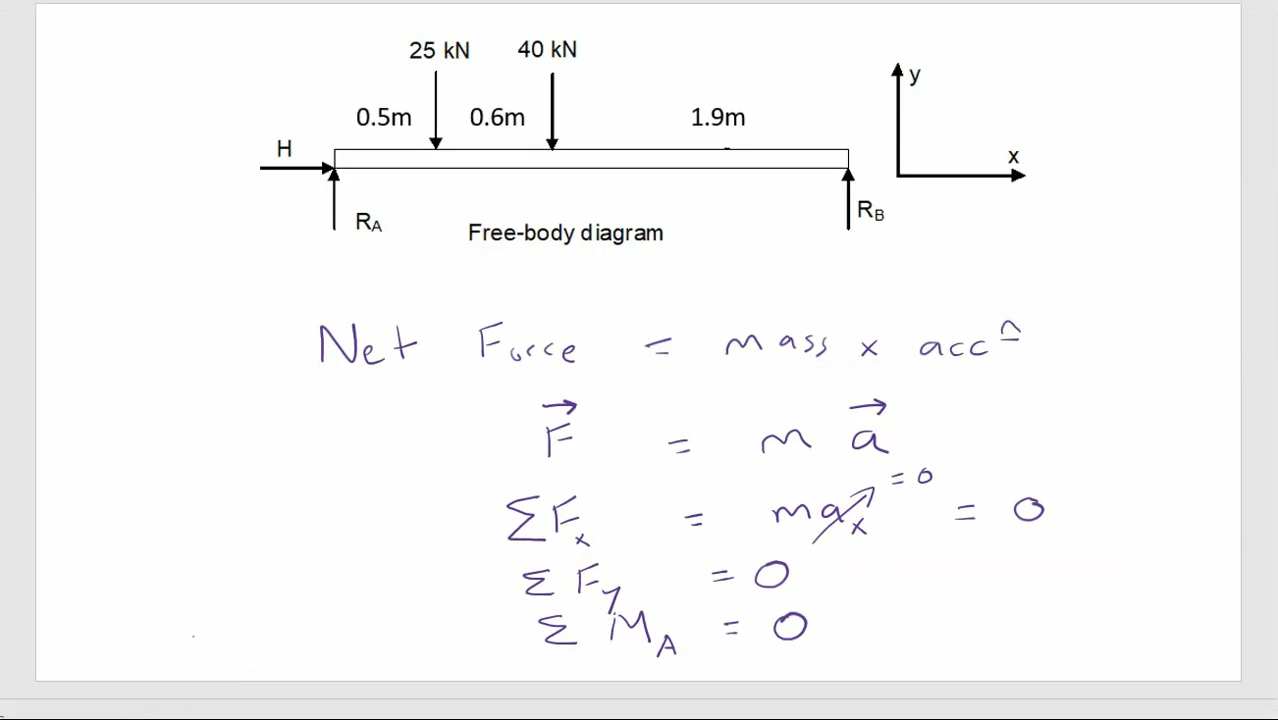 25 kN 40 kN
0.5m 0.6m 1.9m
y
H
x
RA
RB
Free-body diagram
Net Force = mass x accⁿ
F = m a
= 0
ΣFx = max = 0
ΣFy = 0
ΣMA = 0